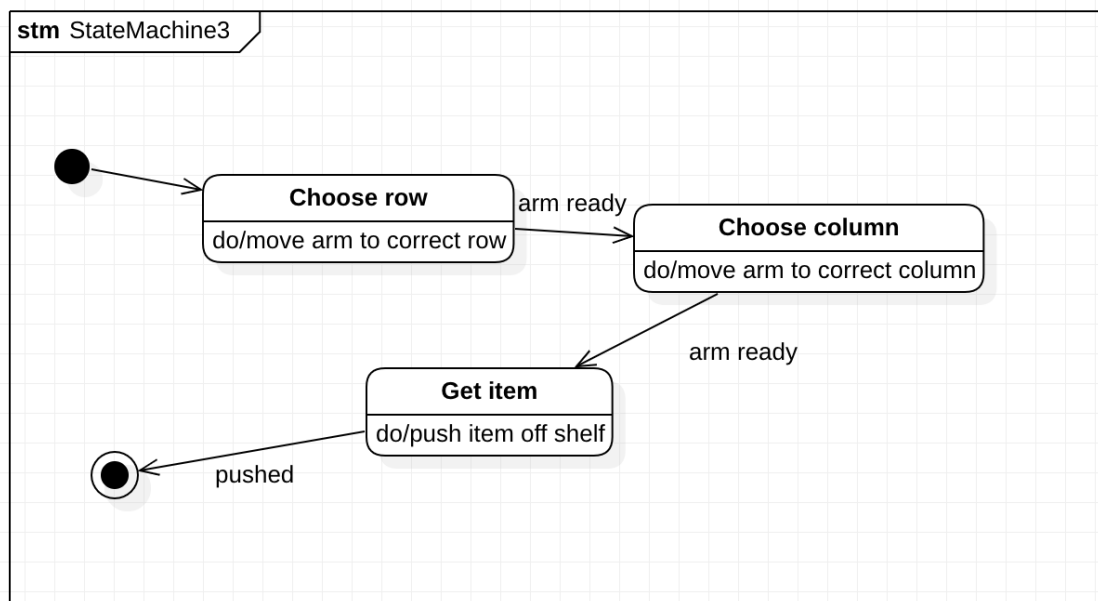 stm StateMachine3
Choose row
do/move arm to correct row
arm ready
Choose column
do/move arm to correct column
arm ready
Get item
do/push item off shelf
pushed